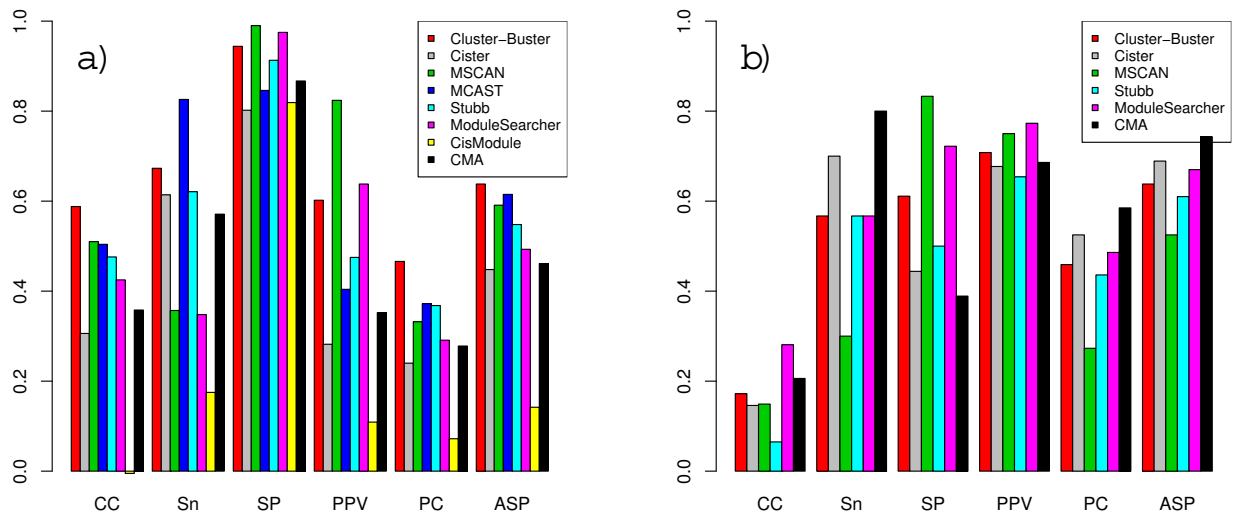 a)
Cluster−Buster
Cister
MSCAN
MCAST
Stubb
ModuleSearcher
CisModule
CMA
0.0
0.2
0.4
0.6
0.8
1.0
CC Sn SP PPV PC ASP
b)
Cluster−Buster
Cister
MSCAN
Stubb
ModuleSearcher
CMA
0.0
0.2
0.4
0.6
0.8
1.0
CC Sn SP PPV PC ASP